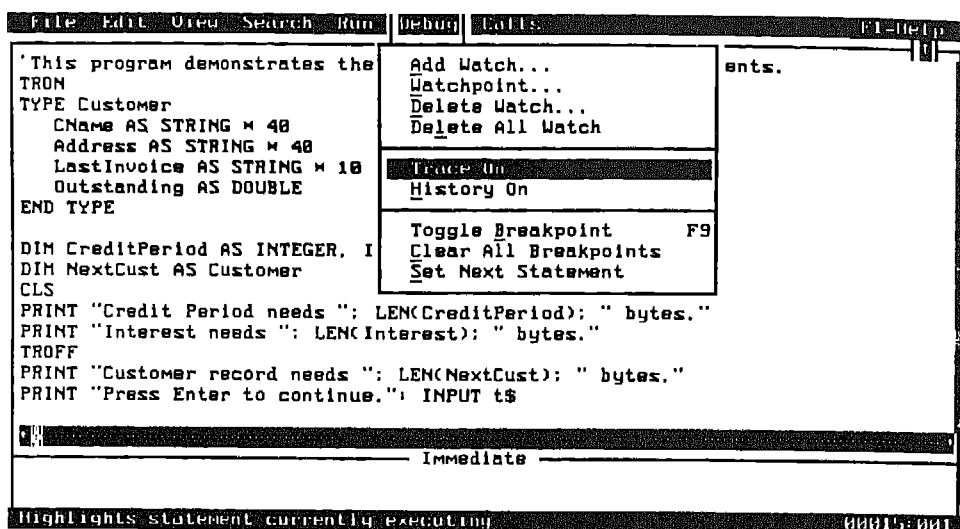 File Edit View Search Run Debug Calls F1=Help
'This program demonstrates the ents.
TRON
TYPE Customer
CName AS STRING * 40
Address AS STRING * 40
LastInvoice AS STRING * 10
Outstanding AS DOUBLE
END TYPE
DIM CreditPeriod AS INTEGER, I
DIM NextCust AS Customer
CLS
PRINT "Credit Period needs "; LEN(CreditPeriod); " bytes."
PRINT "Interest needs "; LEN(Interest); " bytes."
TROFF
PRINT "Customer record needs "; LEN(NextCust); " bytes."
PRINT "Press Enter to continue."; INPUT t$
Add Watch...
Watchpoint...
Delete Watch...
Delete All Watch
Trace On
History On
Toggle Breakpoint F9
Clear All Breakpoints
Set Next Statement
Immediate
Highlights statement currently executing 00015:001